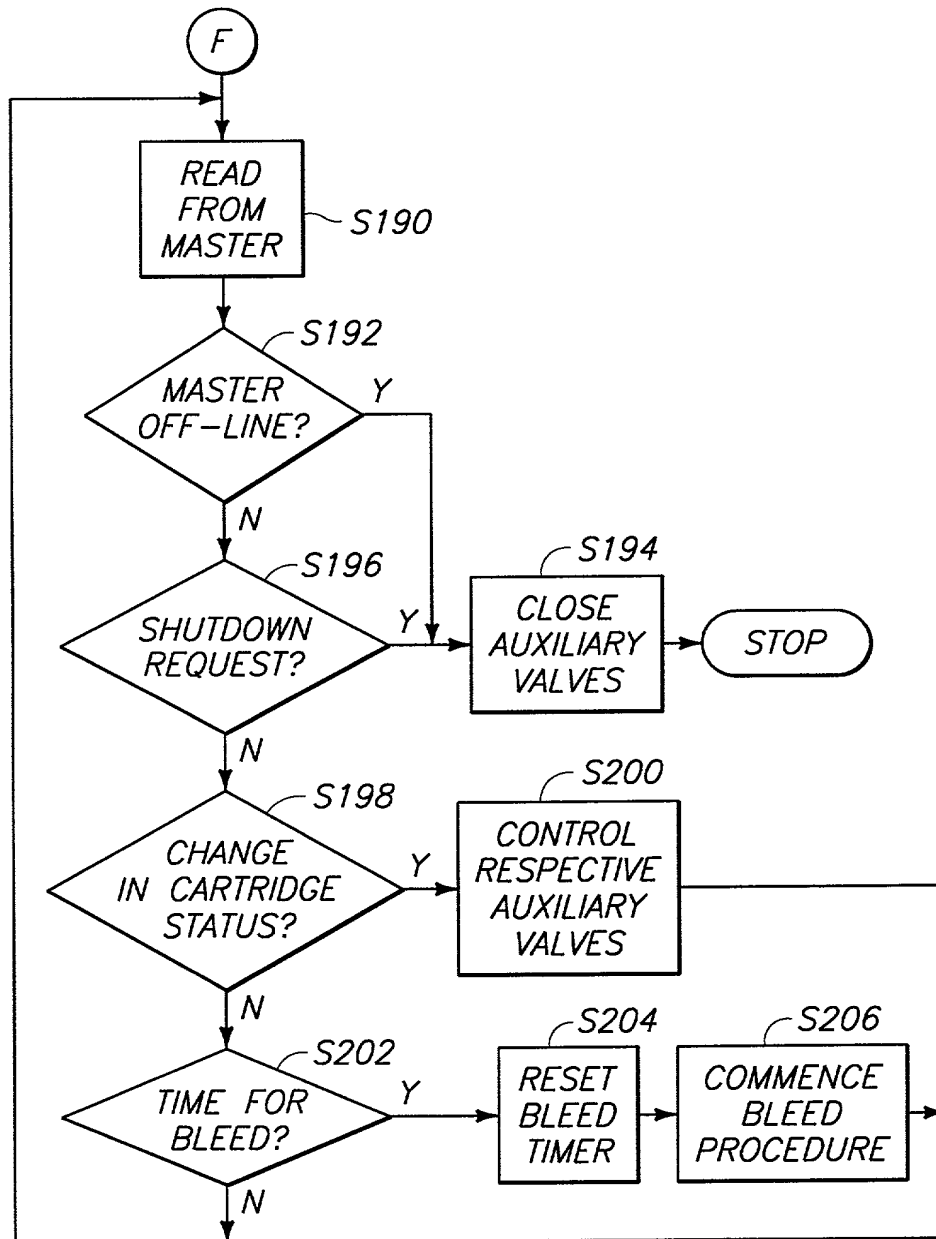 F
READ
FROM
MASTER
S190
S192
MASTER
OFF-LINE?
Y
N
S196
SHUTDOWN
REQUEST?
Y
N
S194
CLOSE
AUXILIARY
VALVES
STOP
S198
CHANGE
IN CARTRIDGE
STATUS?
Y
N
S200
CONTROL
RESPECTIVE
AUXILIARY
VALVES
S202
TIME FOR
BLEED?
Y
N
S204
RESET
BLEED
TIMER
S206
COMMENCE
BLEED
PROCEDURE